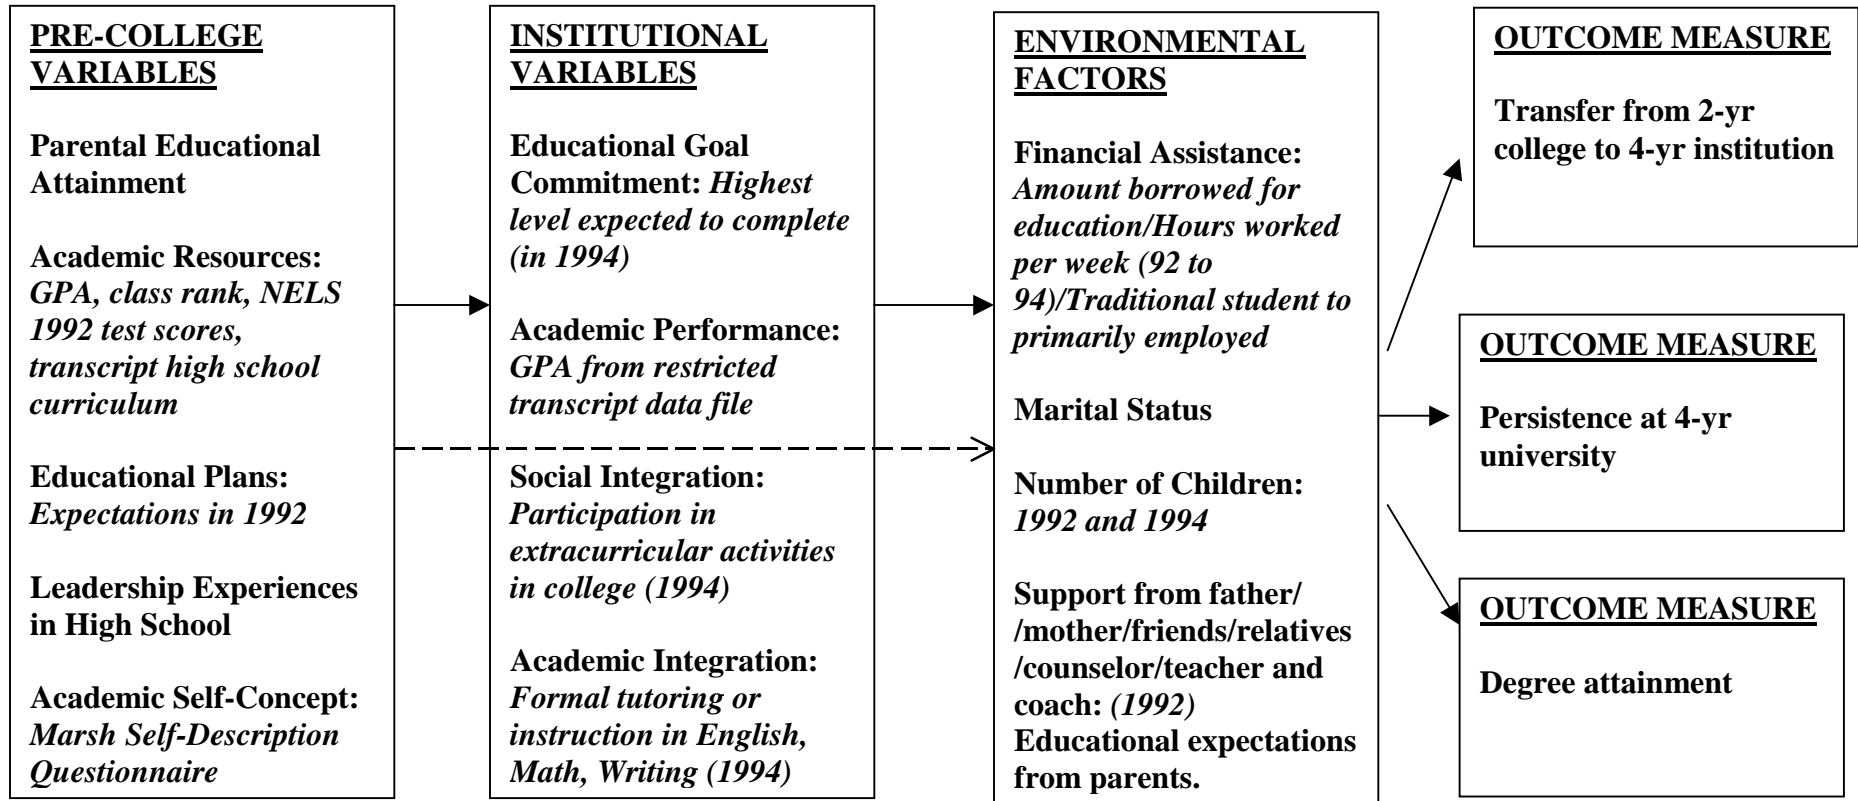 PRE-COLLEGE
VARIABLES
Parental Educational
Attainment
Academic Resources:
GPA, class rank, NELS
1992 test scores,
transcript high school
curriculum
Educational Plans:
Expectations in 1992
Leadership Experiences
in High School
Academic Self-Concept:
Marsh Self-Description
Questionnaire
INSTITUTIONAL
VARIABLES
Educational Goal
Commitment: Highest
level expected to complete
(in 1994)
Academic Performance:
GPA from restricted
transcript data file
Social Integration:
Participation in
extracurricular activities
in college (1994)
Academic Integration:
Formal tutoring or
instruction in English,
Math, Writing (1994)
ENVIRONMENTAL
FACTORS
Financial Assistance:
Amount borrowed for
education/Hours worked
per week (92 to
94)/Traditional student to
primarily employed
Marital Status
Number of Children:
1992 and 1994
Support from father/
/mother/friends/relatives
/counselor/teacher and
coach: (1992)
Educational expectations
from parents.
OUTCOME MEASURE
Transfer from 2-yr
college to 4-yr institution
OUTCOME MEASURE
Persistence at 4-yr
university
OUTCOME MEASURE
Degree attainment